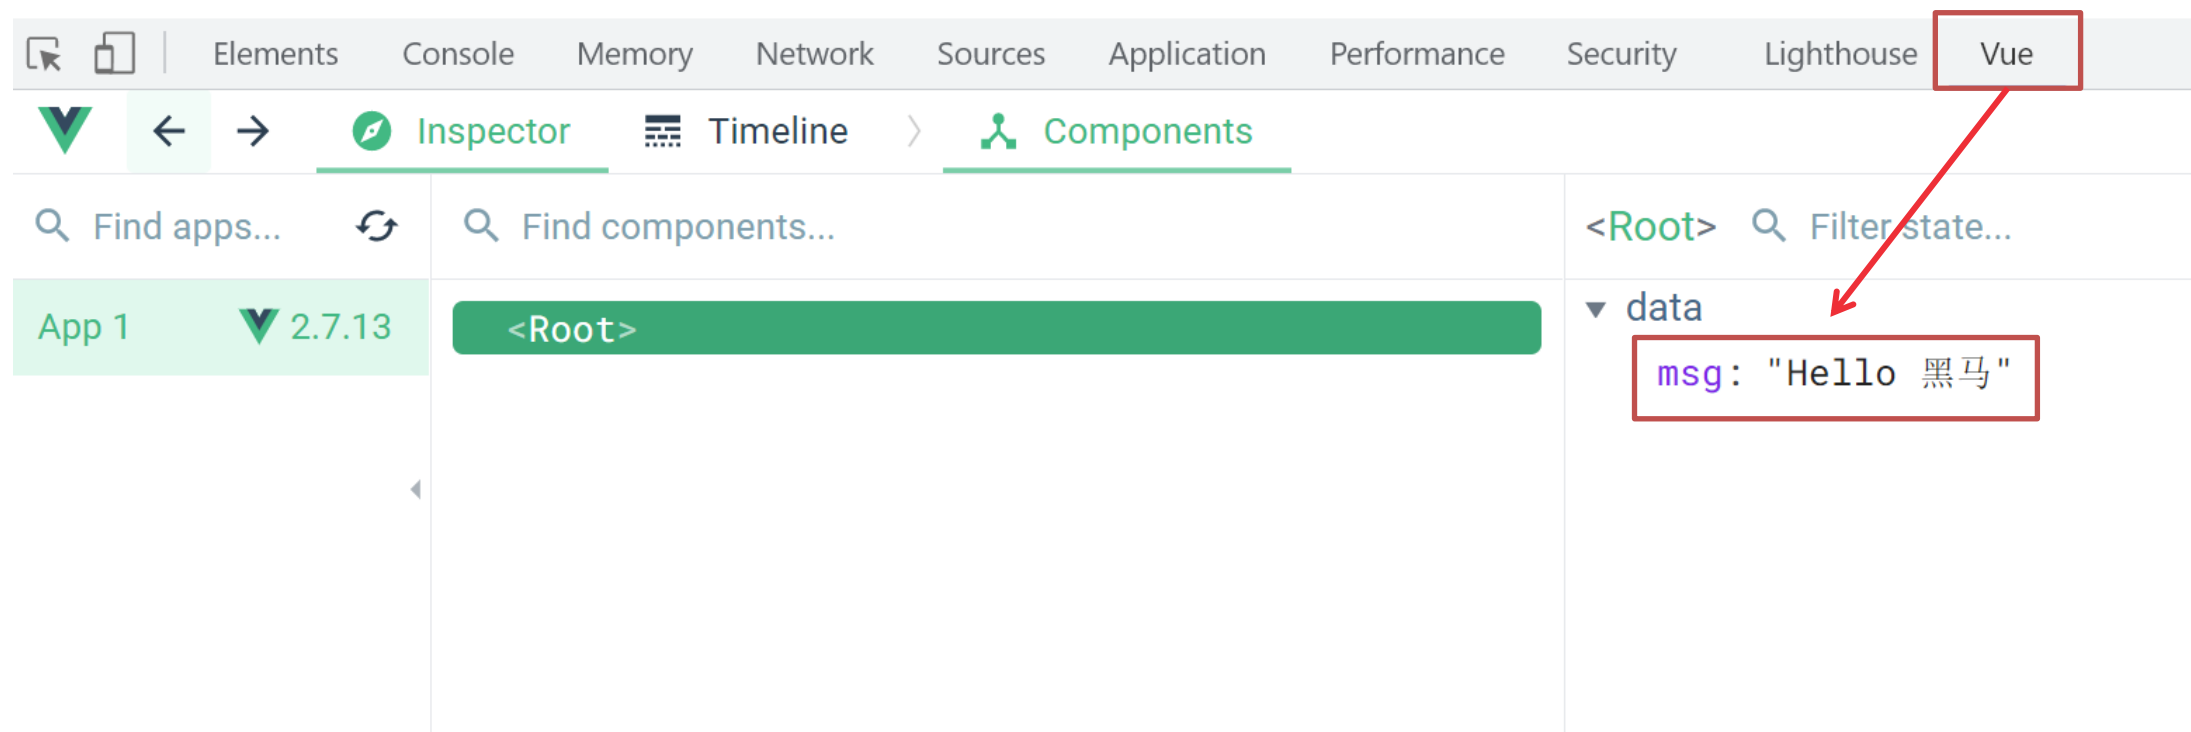 Elements Console Memory Network Sources Application Performance Security Lighthouse Vue
Inspector Timeline Components
Find apps... Find components... <Root> Filter state...
App 1 2.7.13 <Root> data
msg: "Hello 黑马"